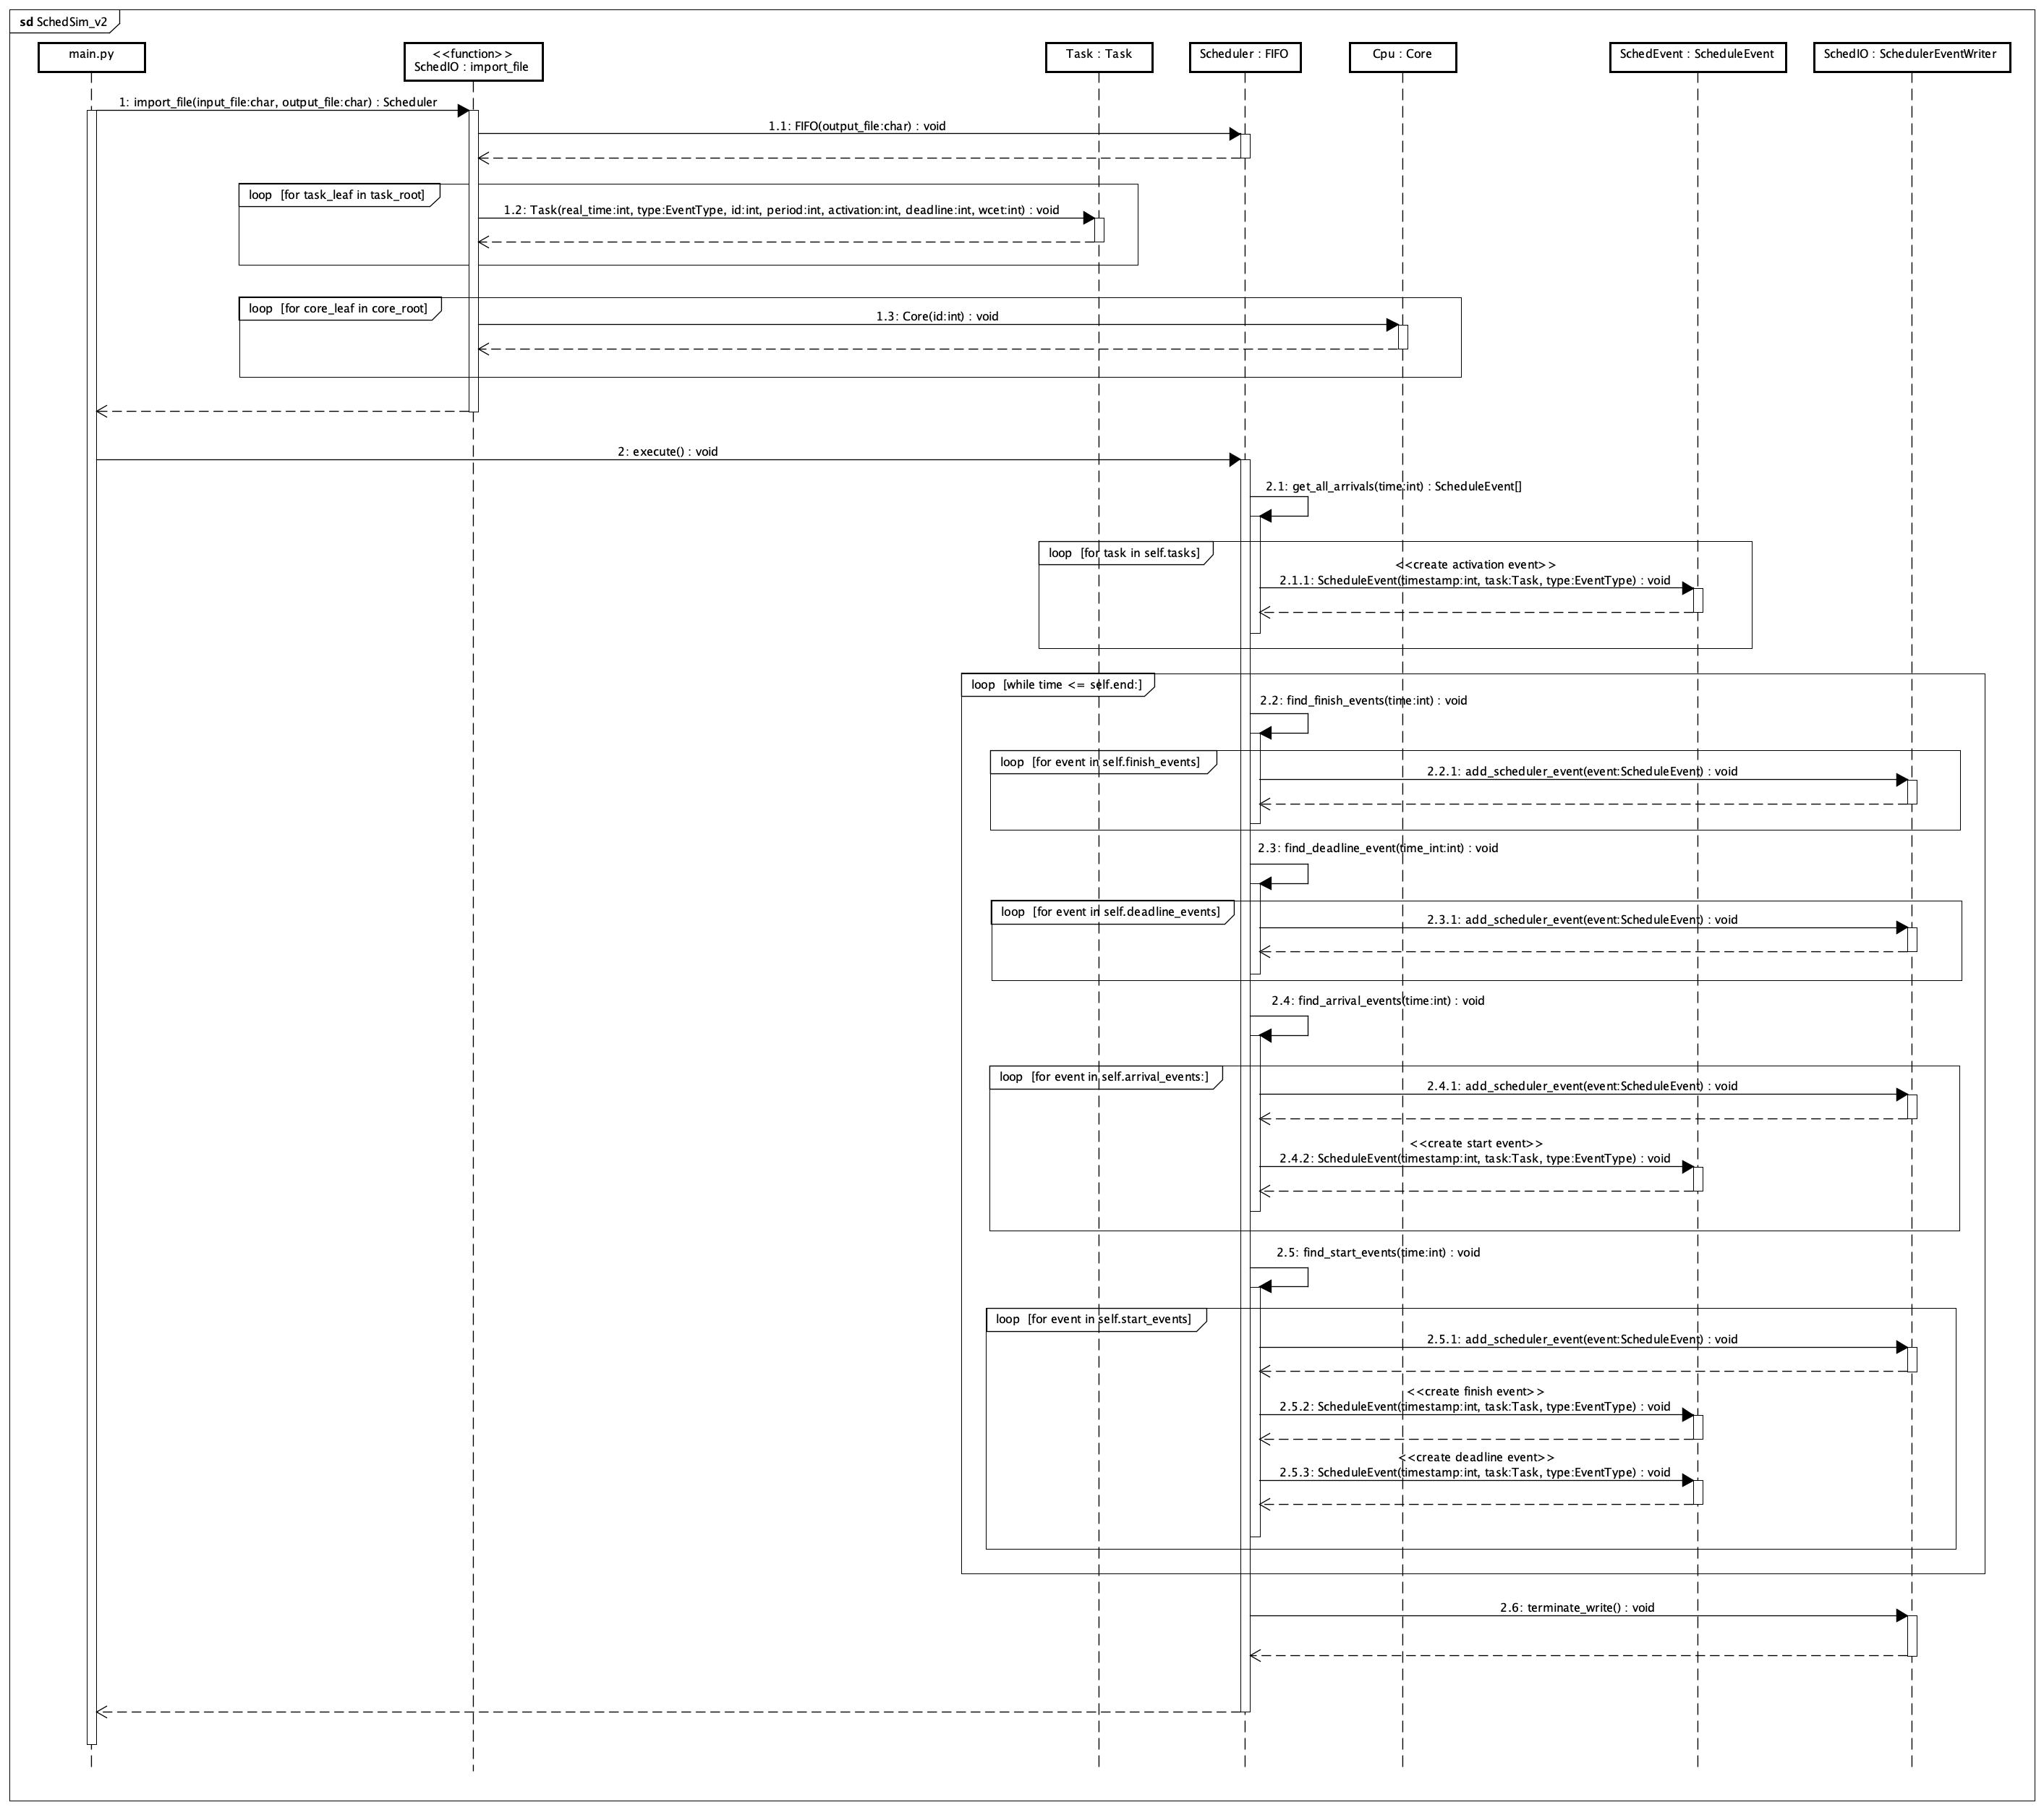 sd SchedSim_v2
main.py
<<function>>
SchedIO : import_file
Task : Task
Scheduler : FIFO
Cpu : Core
SchedEvent : ScheduleEvent
SchedIO : SchedulerEventWriter
1: import_file(input_file:char, output_file:char) : Scheduler
1.1: FIFO(output_file:char) : void
loop [for task_leaf in task_root]
1.2: Task(real_time:int, type:EventType, id:int, period:int, activation:int, deadline:int, wcet:int) : void
loop [for core_leaf in core_root]
1.3: Core(id:int) : void
2: execute() : void
2.1: get_all_arrivals(time:int) : ScheduleEvent[]
loop [for task in self.tasks]
<<create activation event>>
2.1.1: ScheduleEvent(timestamp:int, task:Task, type:EventType) : void
loop [while time <= self.end:]
2.2: find_finish_events(time:int) : void
loop [for event in self.finish_events]
2.2.1: add_scheduler_event(event:ScheduleEvent) : void
2.3: find_deadline_event(time_int:int) : void
loop [for event in self.deadline_events]
2.3.1: add_scheduler_event(event:ScheduleEvent) : void
2.4: find_arrival_events(time:int) : void
loop [for event in self.arrival_events:]
2.4.1: add_scheduler_event(event:ScheduleEvent) : void
<<create start event>>
2.4.2: ScheduleEvent(timestamp:int, task:Task, type:EventType) : void
2.5: find_start_events(time:int) : void
loop [for event in self.start_events]
2.5.1: add_scheduler_event(event:ScheduleEvent) : void
<<create finish event>>
2.5.2: ScheduleEvent(timestamp:int, task:Task, type:EventType) : void
<<create deadline event>>
2.5.3: ScheduleEvent(timestamp:int, task:Task, type:EventType) : void
2.6: terminate_write() : void